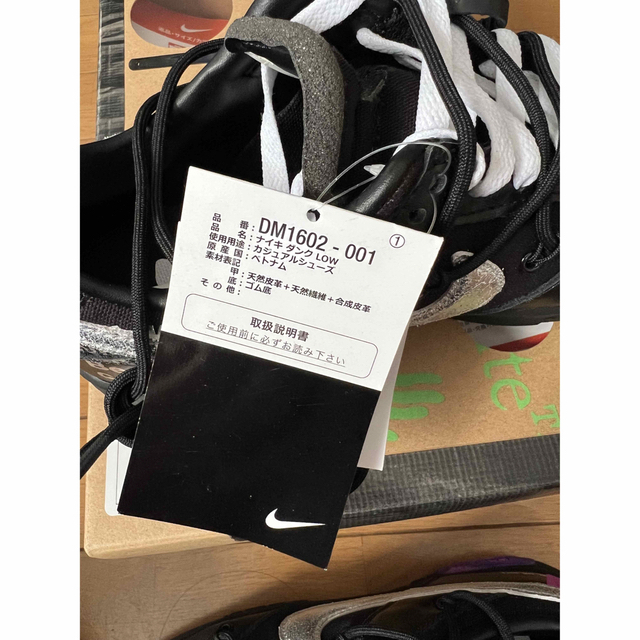 品番：DM1602-001 ①
品名：ナイキ ダンク LOW
使用用途：カジュアルシューズ
原産国：ベトナム
素材表記
甲：天然皮革＋天然繊維＋合成皮革
底：ゴム底
その他：
取扱説明書
ご使用前に必ずお読み下さい